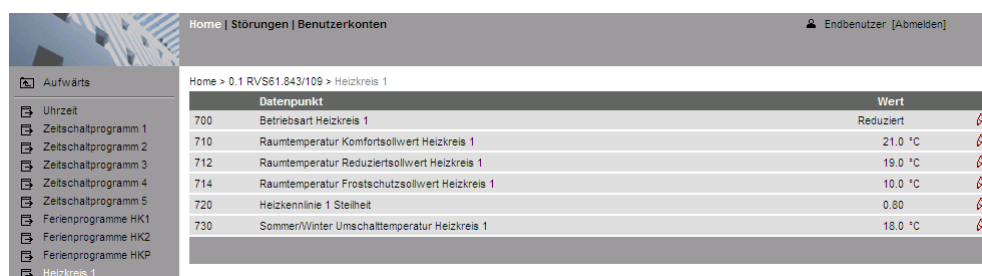 Home | Störungen | Benutzerkonten
Endbenutzer [Abmelden]
Aufwärts
Uhrzeit
Zeitschaltprogramm 1
Zeitschaltprogramm 2
Zeitschaltprogramm 3
Zeitschaltprogramm 4
Zeitschaltprogramm 5
Ferienprogramme HK1
Ferienprogramme HK2
Ferienprogramme HKP
Heizkreis 1
Home > 0.1 RVS61.843/109 > Heizkreis 1
Datenpunkt Wert
700 Betriebsart Heizkreis 1 Reduziert
710 Raumtemperatur Komfortsollwert Heizkreis 1 21.0 °C
712 Raumtemperatur Reduziertsollwert Heizkreis 1 19.0 °C
714 Raumtemperatur Frostschutzsollwert Heizkreis 1 10.0 °C
720 Heizkennlinie 1 Steilheit 0.80
730 Sommer/Winter Umschalttemperatur Heizkreis 1 18.0 °C